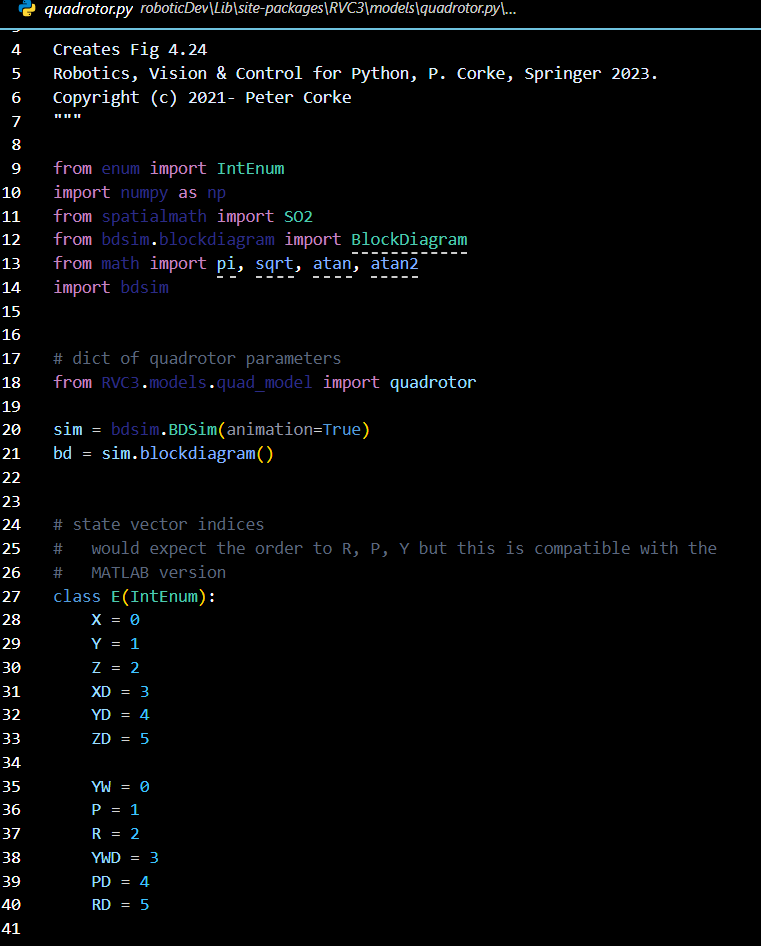 quadrotor.py roboticDev\Lib\site-packages\RVC3\models\quadrotor.py\...
4 Creates Fig 4.24
5 Robotics, Vision & Control for Python, P. Corke, Springer 2023.
6 Copyright (c) 2021- Peter Corke
7 """
8
9 from enum import IntEnum
10 import numpy as np
11 from spatialmath import SO2
12 from bdsim.blockdiagram import BlockDiagram
13 from math import pi, sqrt, atan, atan2
14 import bdsim
15
16
17 # dict of quadrotor parameters
18 from RVC3.models.quad_model import quadrotor
19
20 sim = bdsim.BDSim(animation=True)
21 bd = sim.blockdiagram()
22
23
24 # state vector indices
25 #   would expect the order to R, P, Y but this is compatible with the
26 #   MATLAB version
27 class E(IntEnum):
28     X = 0
29     Y = 1
30     Z = 2
31     XD = 3
32     YD = 4
33     ZD = 5
34
35     YW = 0
36     P = 1
37     R = 2
38     YWD = 3
39     PD = 4
40     RD = 5
41